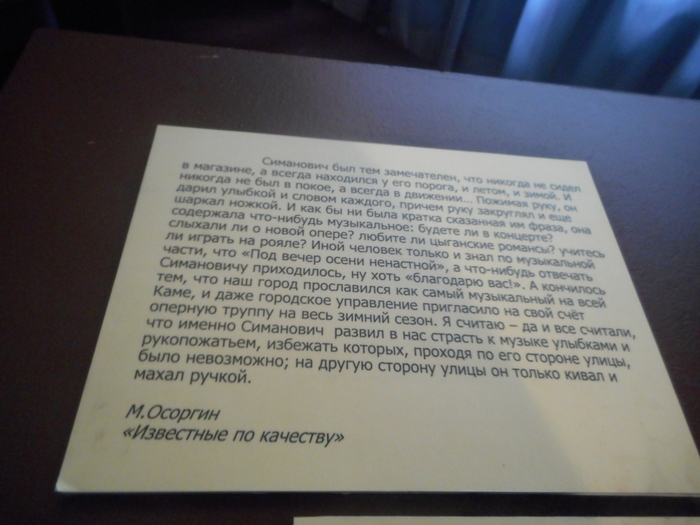 Симанович был тем замечателен, что никогда не сидел
в магазине, а всегда находился у его порога, и летом, и зимой. И
никогда не был в покое, а всегда в движении... Пожимая руку, он
дарил улыбкой и словом каждого, причем руку закруглял и еще
шаркал ножкой. И как бы ни была кратка сказанная им фраза, она
содержала что-нибудь музыкальное: будете ли в концерте?
слыхали ли о новой опере? любите ли цыганские романсы? учитесь
ли играть на рояле? Иной человек только и знал по музыкальной
части, что «Под вечер осени ненастной», а что-нибудь отвечать
Симановичу приходилось, ну хоть «благодарю вас!». А кончилось
тем, что наш город прославился как самый музыкальный на всей
Каме, и даже городское управление пригласило на свой счёт
оперную труппу на весь зимний сезон. Я считаю – да и все считали,
что именно Симанович развил в нас страсть к музыке улыбками и
рукопожатьем, избежать которых, проходя по его стороне улицы,
было невозможно; на другую сторону улицы он только кивал и
махал ручкой.
М.Осоргин
«Известные по качеству»